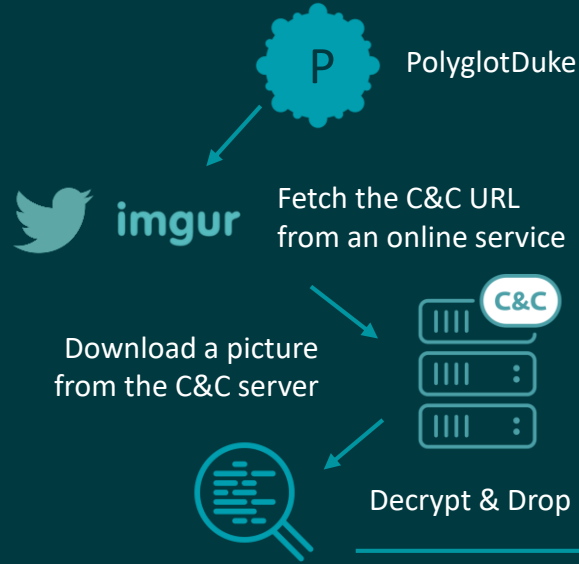 P
PolyglotDuke
imgur
Fetch the C&C URL
from an online service
C&C
Download a picture
from the C&C server
Decrypt & Drop